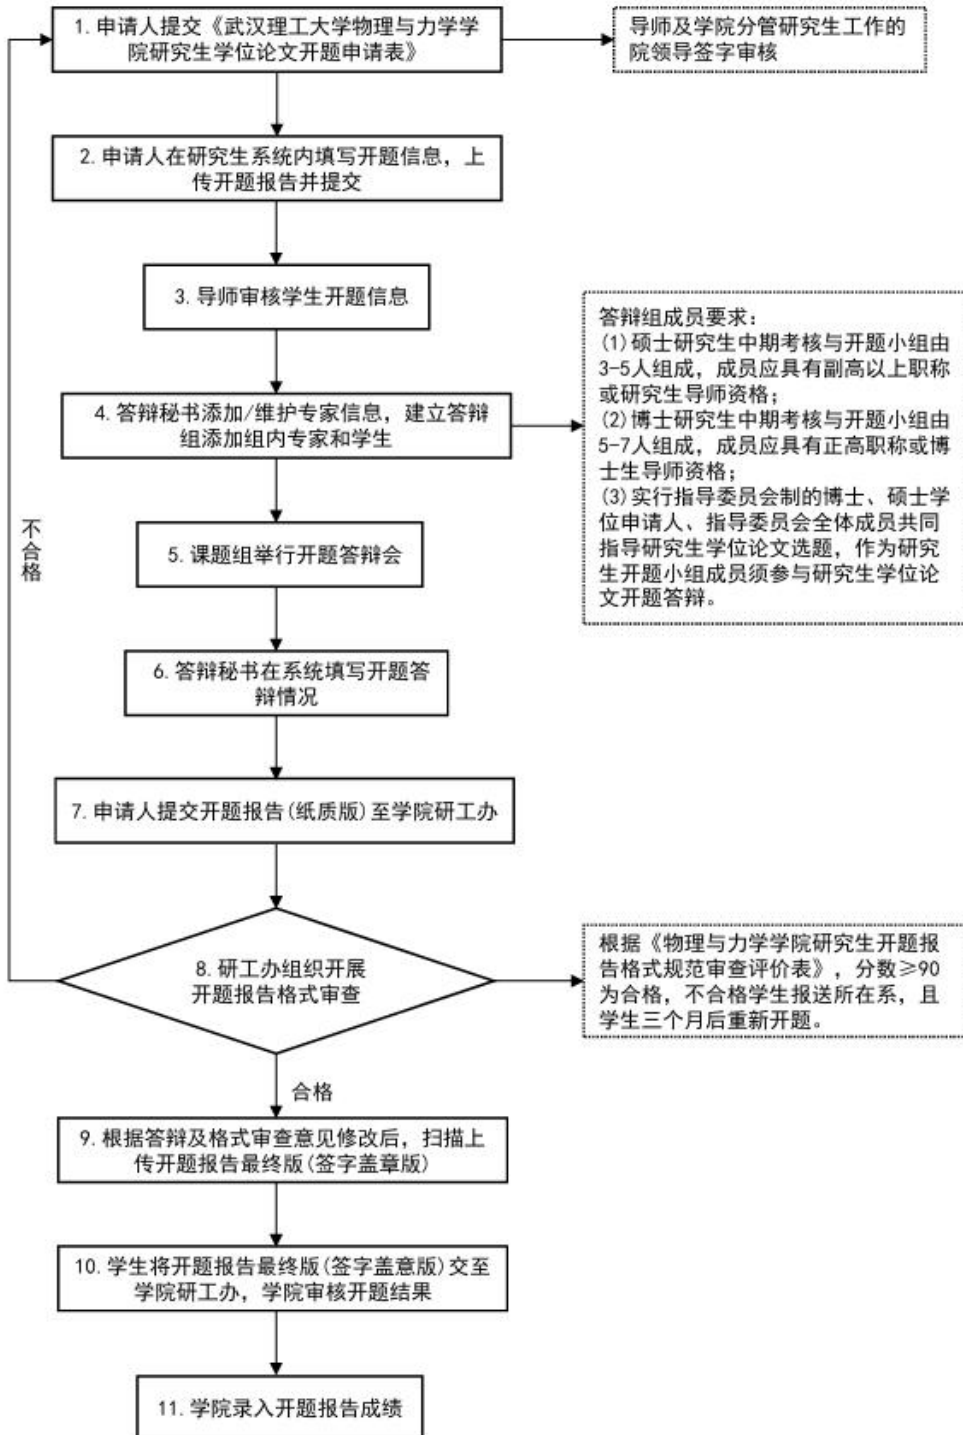 1. 申请人提交《武汉理工大学物理与力学学
院研究生学位论文开题申请表》
导师及学院分管研究生工作的
院领导签字审核
2. 申请人在研究生系统内填写开题信息，上
传开题报告并提交
3. 导师审核学生开题信息
4. 答辩秘书添加/维护专家信息，建立答辩
组添加组内专家和学生
答辩组成员要求：
(1)硕士研究生中期考核与开题小组由
3-5人组成，成员应具有副高以上职称
或研究生导师资格；
(2)博士研究生中期考核与开题小组由
5-7人组成，成员应具有正高职称或博
士生导师资格；
(3)实行指导委员会制的博士、硕士学
位申请人、指导委员会全体成员共同
指导研究生学位论文选题，作为研究
生开题小组成员须参与研究生学位论
文开题答辩。
不合格
5. 课题组举行开题答辩会
6. 答辩秘书在系统填写开题答
辩情况
7. 申请人提交开题报告(纸质版)至学院研工办
8. 研工办组织开展
开题报告格式审查
根据《物理与力学学院研究生开题报
告格式规范审查评价表》，分数≥90
为合格，不合格学生报送所在系，且
学生三个月后重新开题。
合格
9. 根据答辩及格式审查意见修改后，扫描上
传开题报告最终版(签字盖章版)
10. 学生将开题报告最终版(签字盖意版)交至
学院研工办，学院审核开题结果
11. 学院录入开题报告成绩